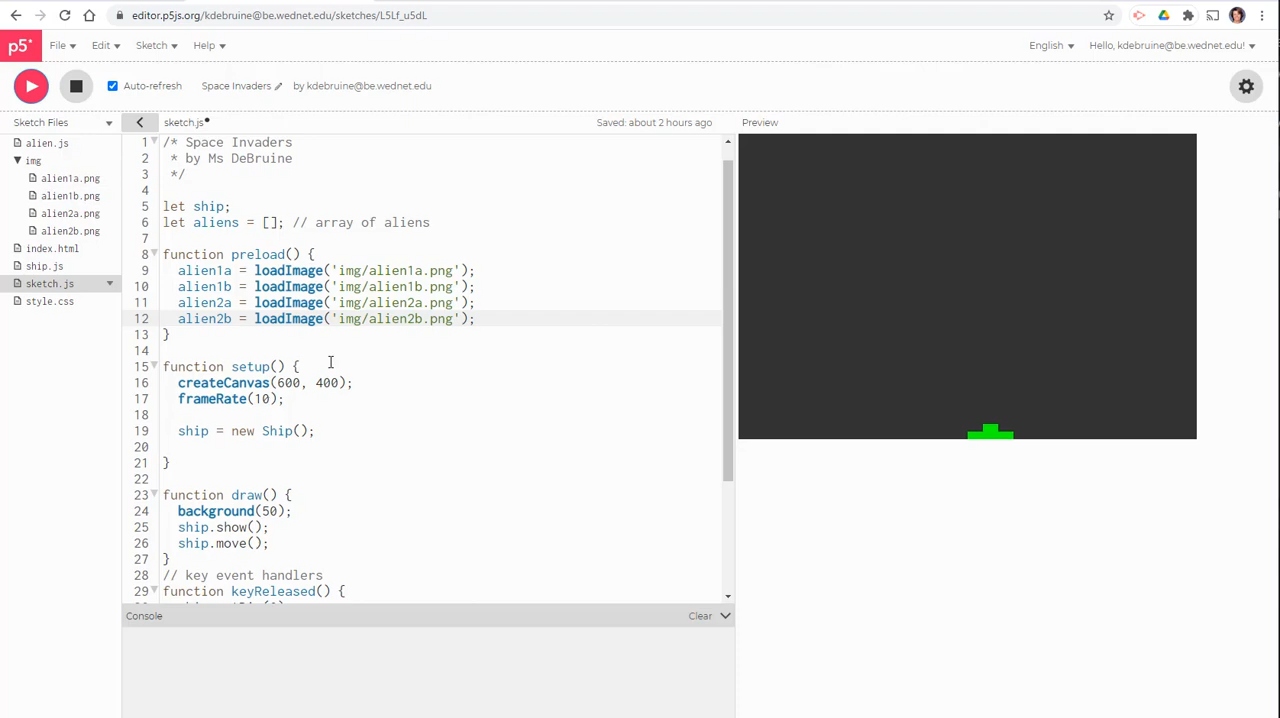 editor.p5js.org/kdebruine@be.wednet.edu/sketches/L5Lf_u5dL
p5* File Edit Sketch Help English Hello, kdebruine@be.wednet.edu!
Auto-refresh Space Invaders by kdebruine@be.wednet.edu
Sketch Files sketch.js Saved: about 2 hours ago Preview
alien.js
img
alien1a.png
alien1b.png
alien2a.png
alien2b.png
index.html
ship.js
sketch.js
style.css
1 /* Space Invaders
2 * by Ms DeBruine
3 */
4
5 let ship;
6 let aliens = []; // array of aliens
7
8 function preload() {
9 alien1a = loadImage('img/alien1a.png');
10 alien1b = loadImage('img/alien1b.png');
11 alien2a = loadImage('img/alien2a.png');
12 alien2b = loadImage('img/alien2b.png');
13 }
14
15 function setup() {
16 createCanvas(600, 400);
17 frameRate(10);
18
19 ship = new Ship();
20
21 }
22
23 function draw() {
24 background(50);
25 ship.show();
26 ship.move();
27 }
28 // key event handlers
29 function keyReleased() {
Console Clear